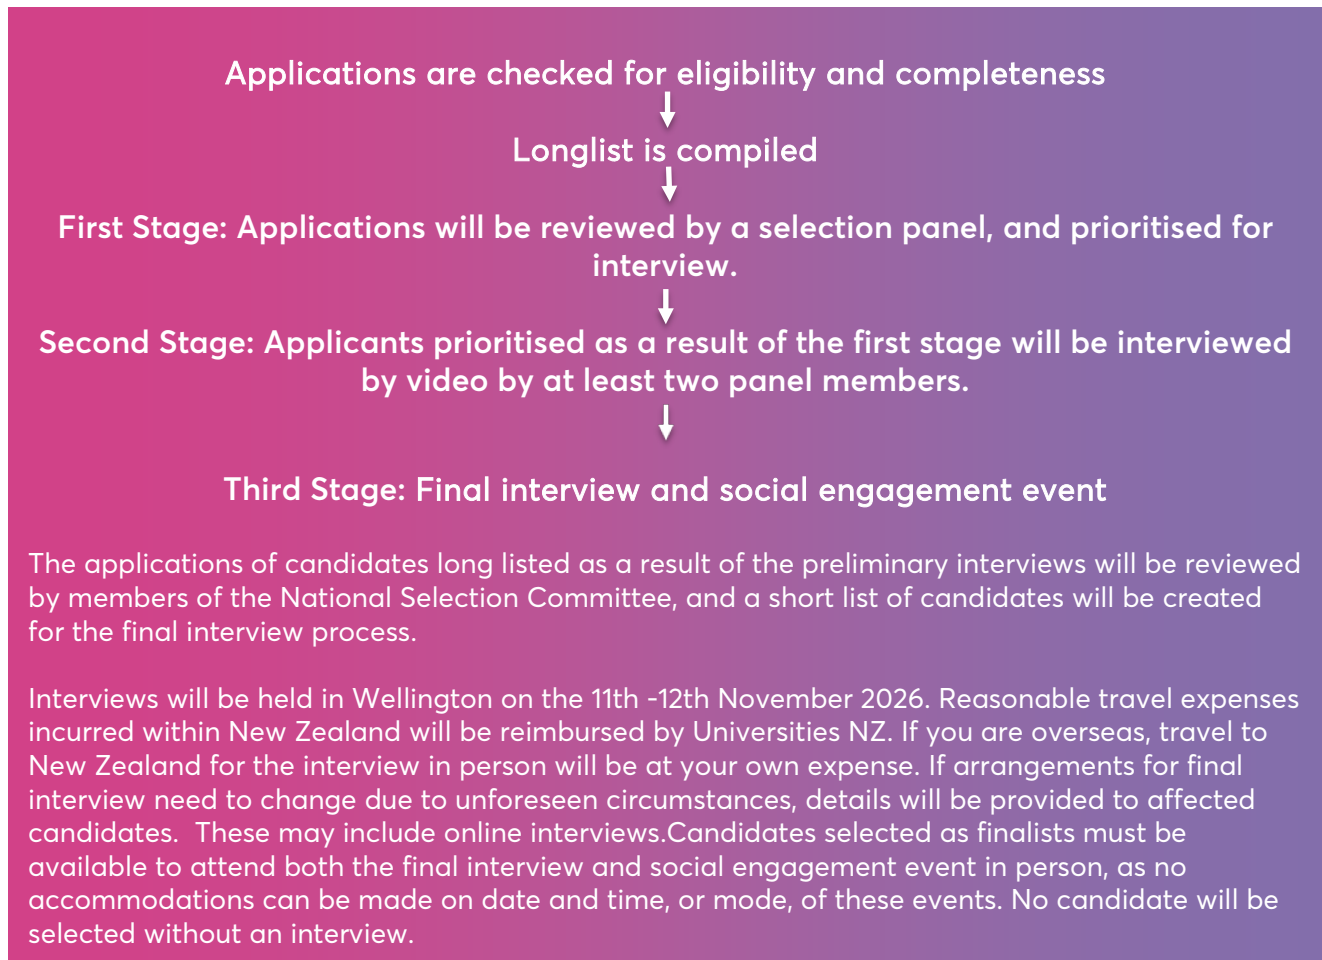 Applications are checked for eligibility and completeness
Longlist is compiled
First Stage: Applications will be reviewed by a selection panel, and prioritised for
interview.
Second Stage: Applicants prioritised as a result of the first stage will be interviewed
by video by at least two panel members.
Third Stage: Final interview and social engagement event
The applications of candidates long listed as a result of the preliminary interviews will be reviewed
by members of the National Selection Committee, and a short list of candidates will be created
for the final interview process.
Interviews will be held in Wellington on the 11th -12th November 2026. Reasonable travel expenses
incurred within New Zealand will be reimbursed by Universities NZ. If you are overseas, travel to
New Zealand for the interview in person will be at your own expense. If arrangements for final
interview need to change due to unforeseen circumstances, details will be provided to affected
candidates.  These may include online interviews.Candidates selected as finalists must be
available to attend both the final interview and social engagement event in person, as no
accommodations can be made on date and time, or mode, of these events. No candidate will be
selected without an interview.